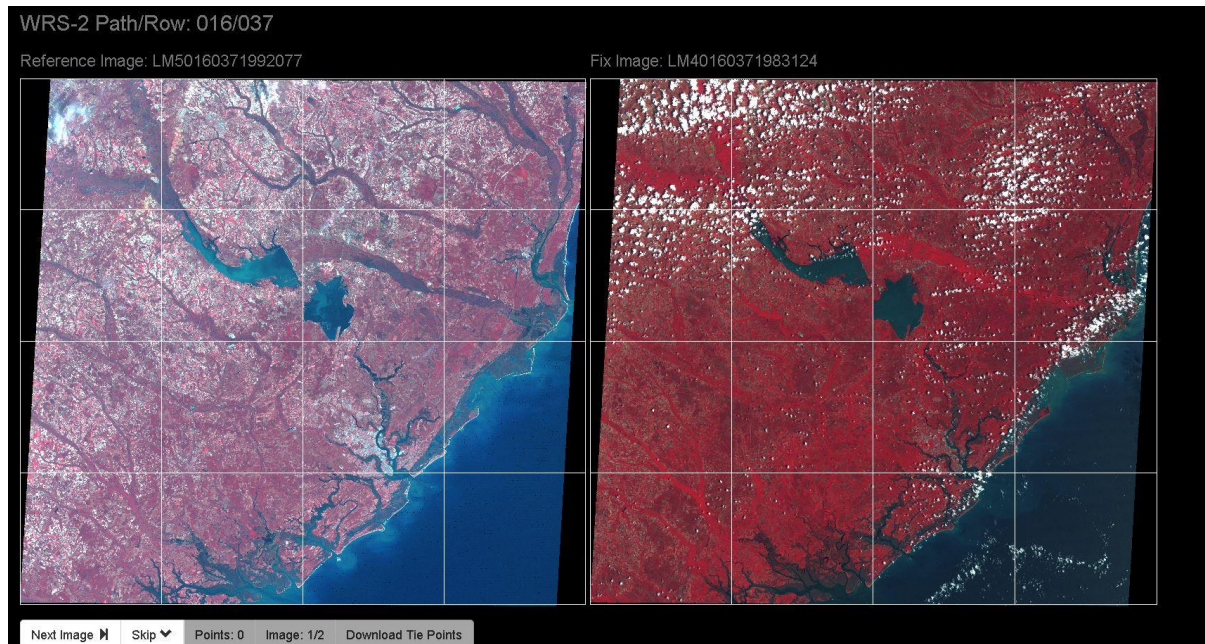 WRS-2 Path/Row: 016/037
Reference Image: LM50160371992077
Fix Image: LM40160371983124
Next Image
Skip
Points: 0
Image: 1/2
Download Tie Points